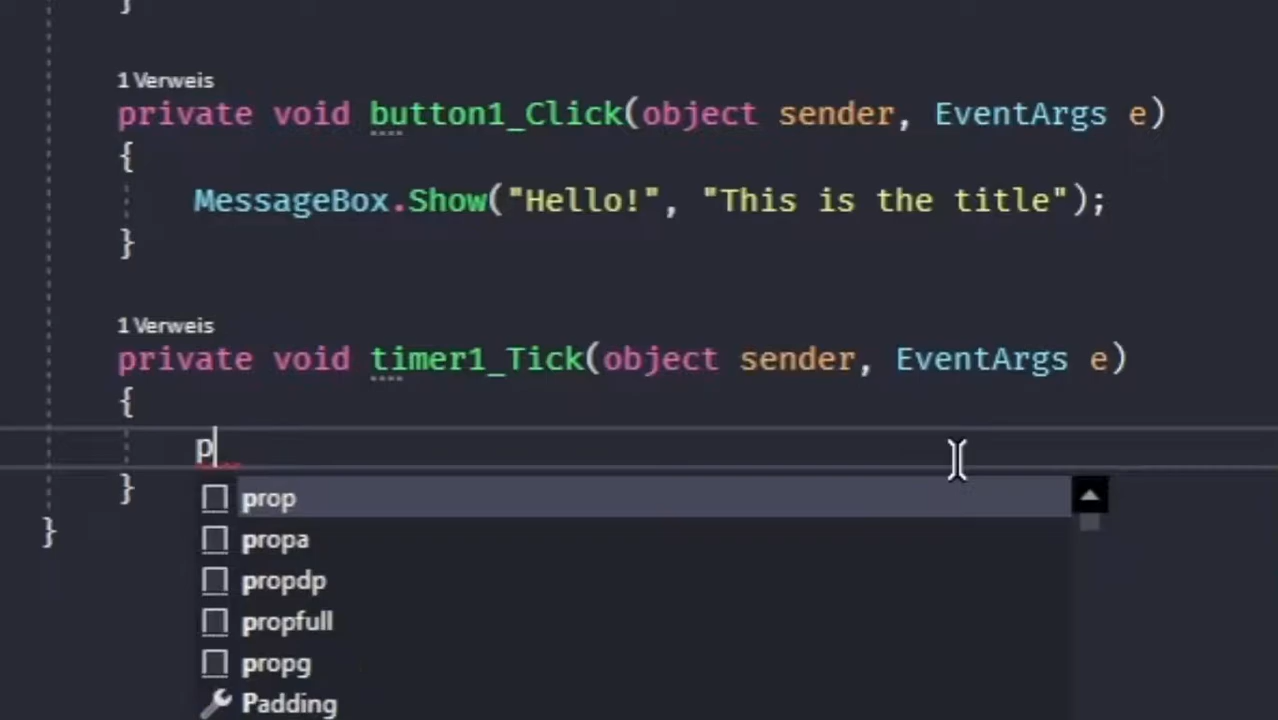 }
1 Verweis
private void button1_Click(object sender, EventArgs e)
{
MessageBox.Show("Hello!", "This is the title");
}
1 Verweis
private void timer1_Tick(object sender, EventArgs e)
{
p
}
}
prop
propa
propdp
propfull
propg
Padding